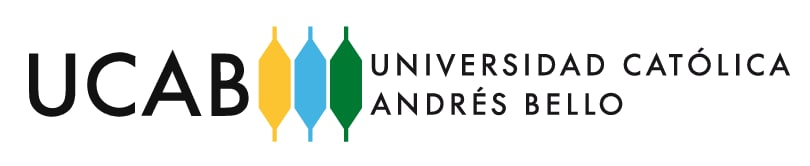 UCAB
UNIVERSIDAD CATÓLICA
ANDRÉS BELLO